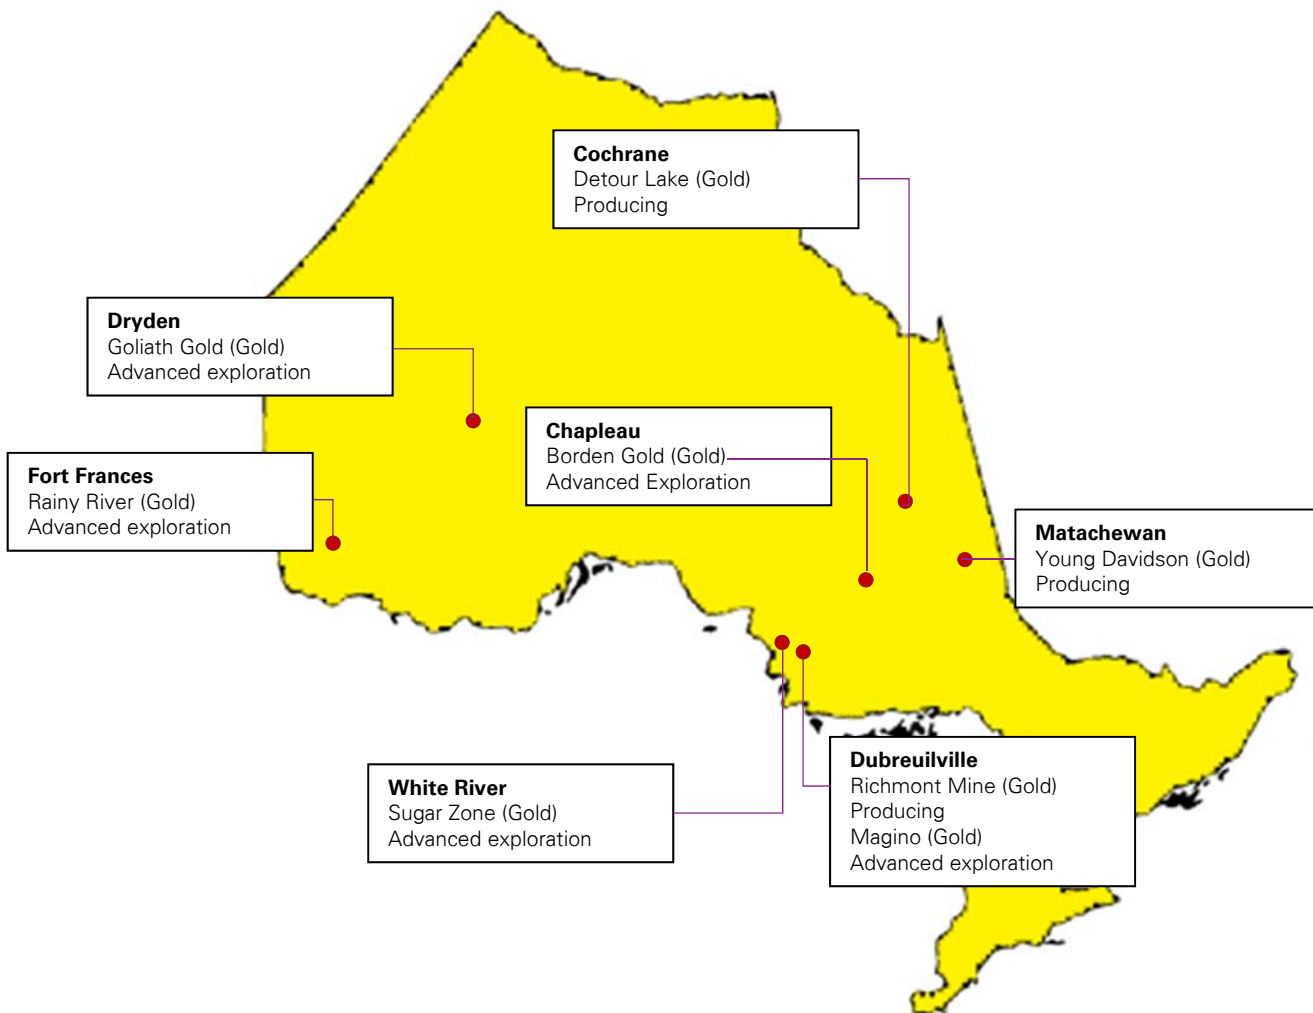 Cochrane
Detour Lake (Gold)
Producing
Dryden
Goliath Gold (Gold)
Advanced exploration
Chapleau
Borden Gold (Gold)
Advanced Exploration
Fort Frances
Rainy River (Gold)
Advanced exploration
Matachewan
Young Davidson (Gold)
Producing
White River
Sugar Zone (Gold)
Advanced exploration
Dubreuilville
Richmont Mine (Gold)
Producing
Magino (Gold)
Advanced exploration